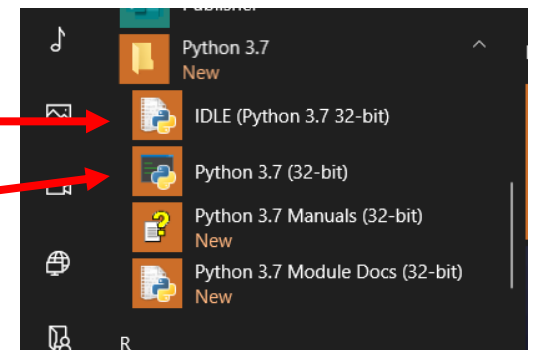 Publisher
Python 3.7
New
IDLE (Python 3.7 32-bit)
Python 3.7 (32-bit)
Python 3.7 Manuals (32-bit)
New
Python 3.7 Module Docs (32-bit)
New
R